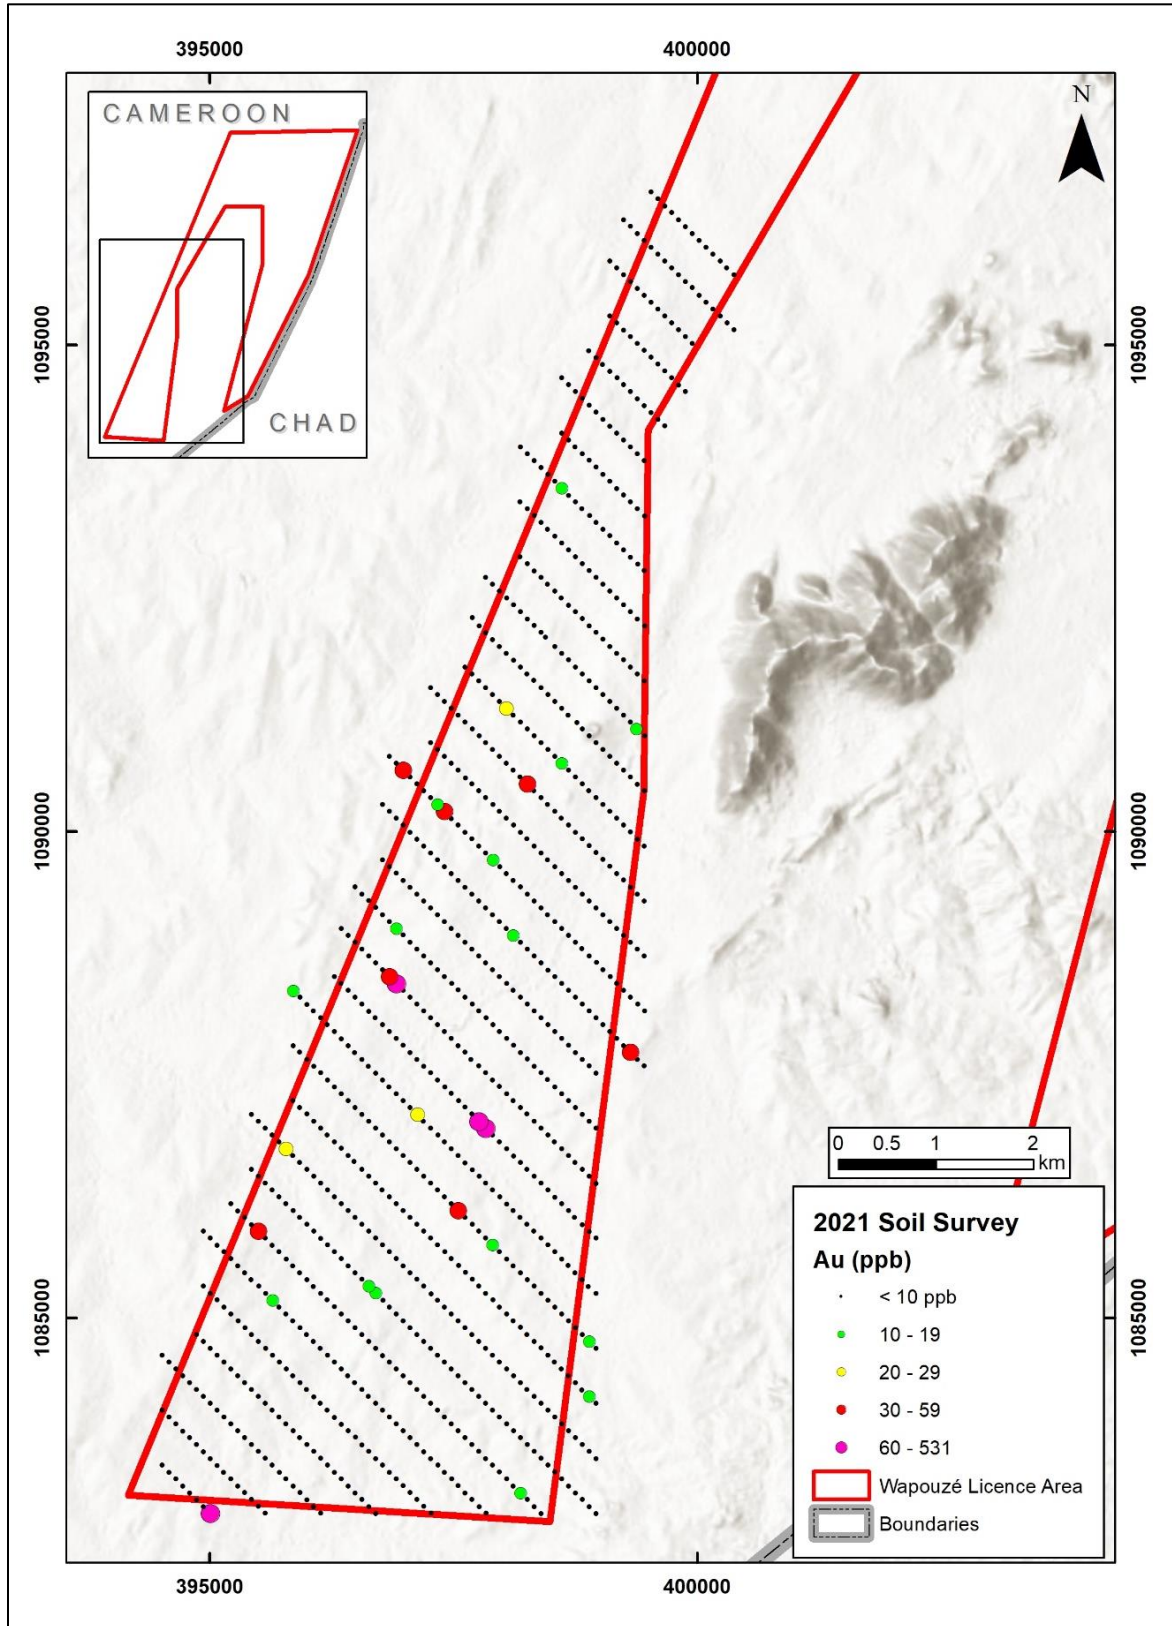 395000 400000
CAMEROON
CHAD
N
1095000 1095000
1090000 1090000
1085000 1085000
0 0.5 1 2
km
2021 Soil Survey
Au (ppb)
< 10 ppb
10 - 19
20 - 29
30 - 59
60 - 531
Wapouzé Licence Area
Boundaries
395000 400000